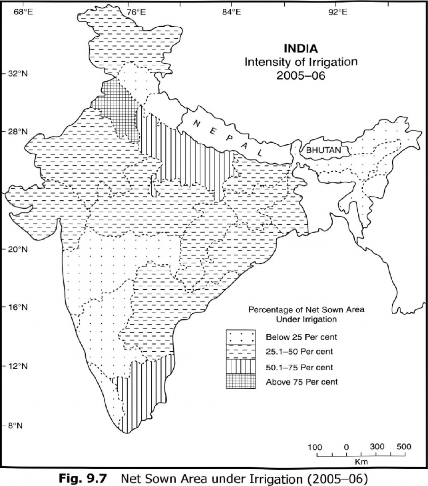 68°E 76°E 84°E 92°E
INDIA
Intensity of Irrigation
2005–06
32°N
28°N
NEPAL
BHUTAN
20°N
16°N
12°N
8°N
Percentage of Net Sown Area
Under Irrigation
Below 25 Per cent
25.1–50 Per cent
50.1–75 Per cent
Above 75 Per cent
100 0 300 500
Km
Fig. 9.7 Net Sown Area under Irrigation (2005–06)